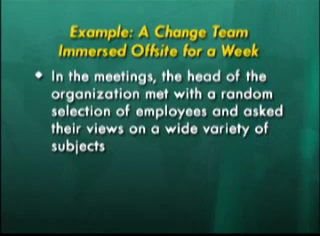 Example: A Change Team
Immersed Offsite for a Week
• In the meetings, the head of the
organization met with a random
selection of employees and asked
their views on a wide variety of
subjects